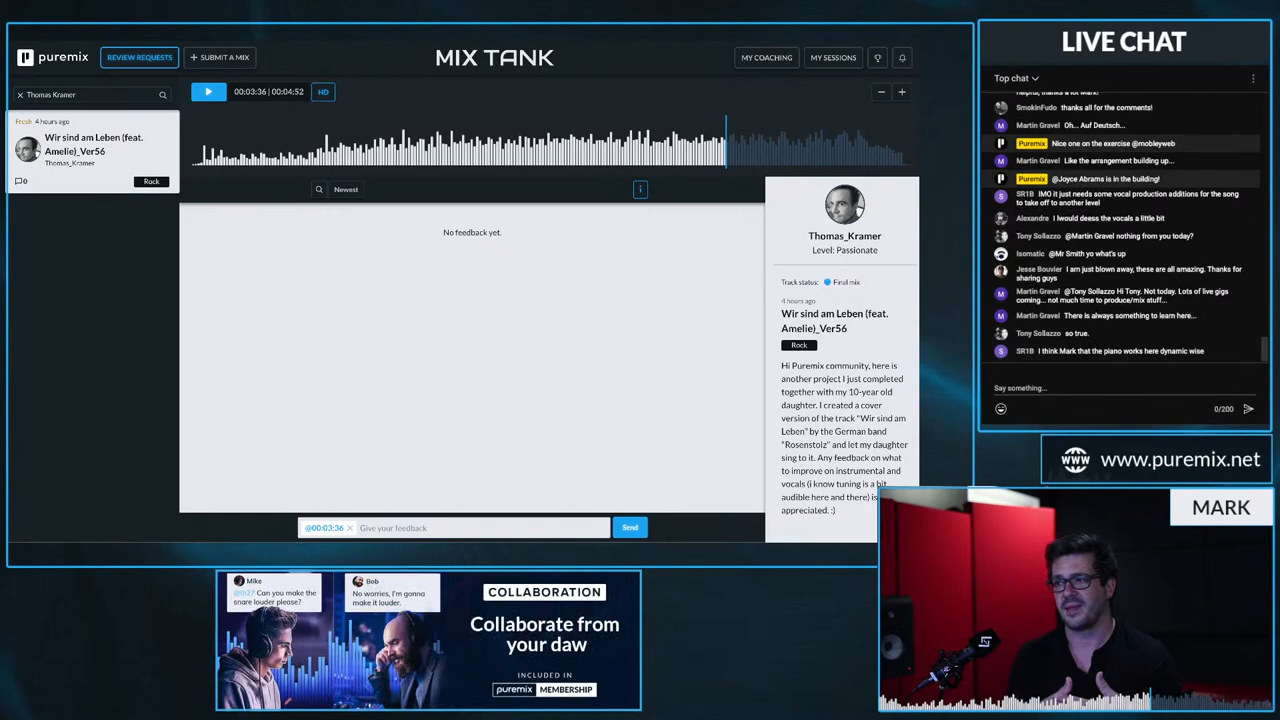 puremix
REVIEW REQUESTS
+ SUBMIT A MIX
MIX TANK
MY COACHING
MY SESSIONS
× Thomas Kramer
00:03:36 | 00:04:52
HD
Fresh 4 hours ago
Wir sind am Leben (feat.
Amelie)_Ver56
Thomas_Kramer
0
Rock
Newest
i
No feedback yet.
@00:03:36 ×
Give your feedback
Send
Thomas_Kramer
Level: Passionate
Track status: Final mix
4 hours ago
Wir sind am Leben (feat.
Amelie)_Ver56
Rock
Hi Puremix community, here is
another project I just completed
together with my 10-year old
daughter. I created a cover
version of the track "Wir sind am
Leben" by the German band
"Rosenstolz" and let my daughter
sing to it. Any feedback on what
to improve on instrumental and
vocals (i know tuning is a bit
audible here and there) is
appreciated. :)
LIVE CHAT
Top chat
helpful, thanks a lot Mark!
SmokInFudo thanks all for the comments!
Martin Gravel Oh... Auf Deutsch...
Puremix Nice one on the exercise @mobleyweb
Martin Gravel Like the arrangement building up...
Puremix @Joyce Abrams is in the building!
SR1B IMO it just needs some vocal production additions for the song
to take off to another level
Alexandre I lwould deess the vocals a little bit
Tony Sollazzo @Martin Gravel nothing from you today?
Isomatic @Mr Smith yo what's up
Jesse Bouvier I am just blown away, these are all amazing. Thanks for
sharing guys
Martin Gravel @Tony Sollazzo Hi Tony. Not today. Lots of live gigs
coming... not much time to produce/mix stuff...
Martin Gravel There is always something to learn here...
Tony Sollazzo so true.
SR1B I think Mark that the piano works here dynamic wise
Say something...
0/200
WWW
www.puremix.net
MARK
Mike
@0:27 Can you make the
snare louder please?
Bob
No worries, I'm gonna
make it louder.
COLLABORATION
Collaborate from
your daw
INCLUDED IN
puremix MEMBERSHIP